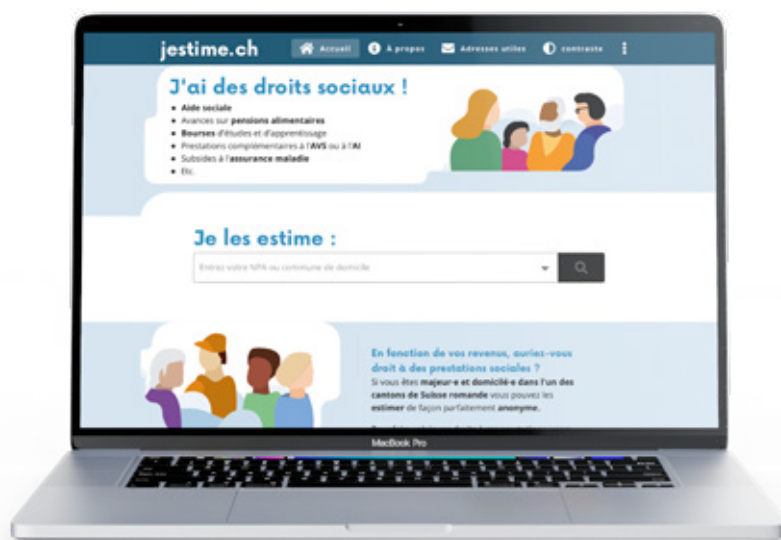 jestime.ch
Accueil
À propos
Adresses utiles
contraste
J'ai des droits sociaux !
Aide sociale
Avances sur pensions alimentaires
Bourses d'études et d'apprentissage
Prestations complémentaires à l'AVS ou à l'AI
Subsides à l'assurance maladie
Etc.
Je les estime :
Entrez votre NPA ou commune de domicile
En fonction de vos revenus, auriez-vous
droit à des prestations sociales ?
Si vous êtes majeur·e et domicilié·e dans l'un des
cantons de Suisse romande vous pouvez les
estimer de façon parfaitement anonyme.
MacBook Pro